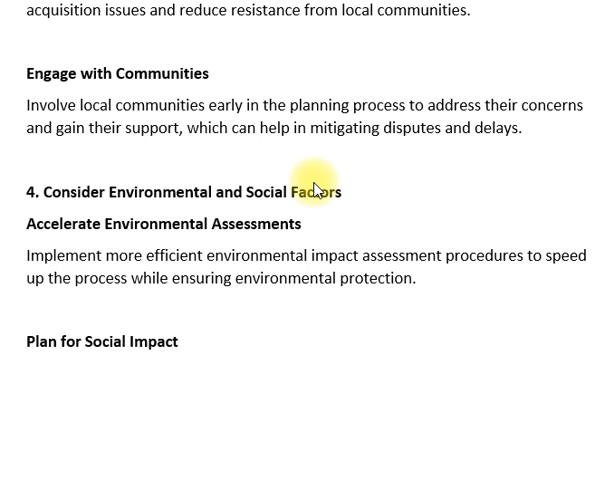 acquisition issues and reduce resistance from local communities.
Engage with Communities
Involve local communities early in the planning process to address their concerns
and gain their support, which can help in mitigating disputes and delays.
4. Consider Environmental and Social Factors
Accelerate Environmental Assessments
Implement more efficient environmental impact assessment procedures to speed
up the process while ensuring environmental protection.
Plan for Social Impact